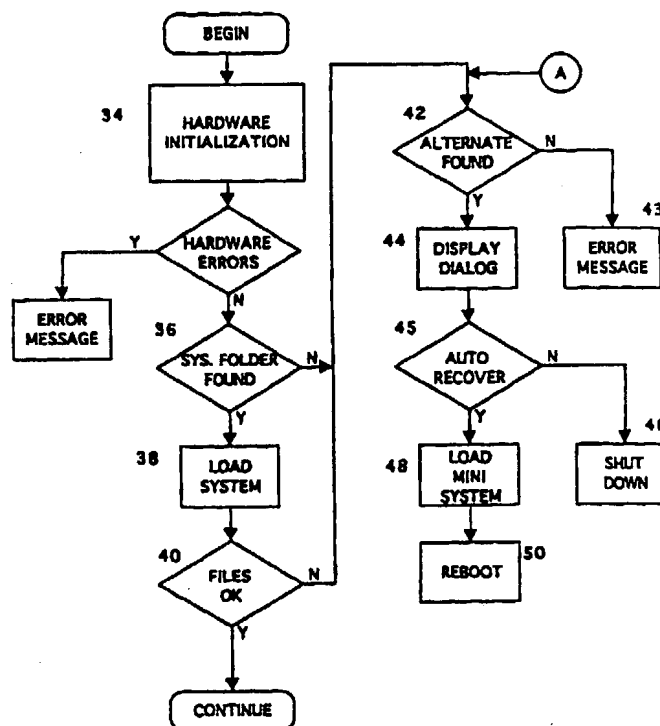 BEGIN
34
HARDWARE
INITIALIZATION
HARDWARE
ERRORS
Y
N
ERROR
MESSAGE
36
SYS. FOLDER
FOUND
N
Y
38
LOAD
SYSTEM
40
FILES
OK
N
Y
CONTINUE
A
42
ALTERNATE
FOUND
N
Y
43
ERROR
MESSAGE
44
DISPLAY
DIALOG
45
AUTO
RECOVER
N
Y
SHUT
DOWN
48
LOAD
MINI
SYSTEM
50
REBOOT